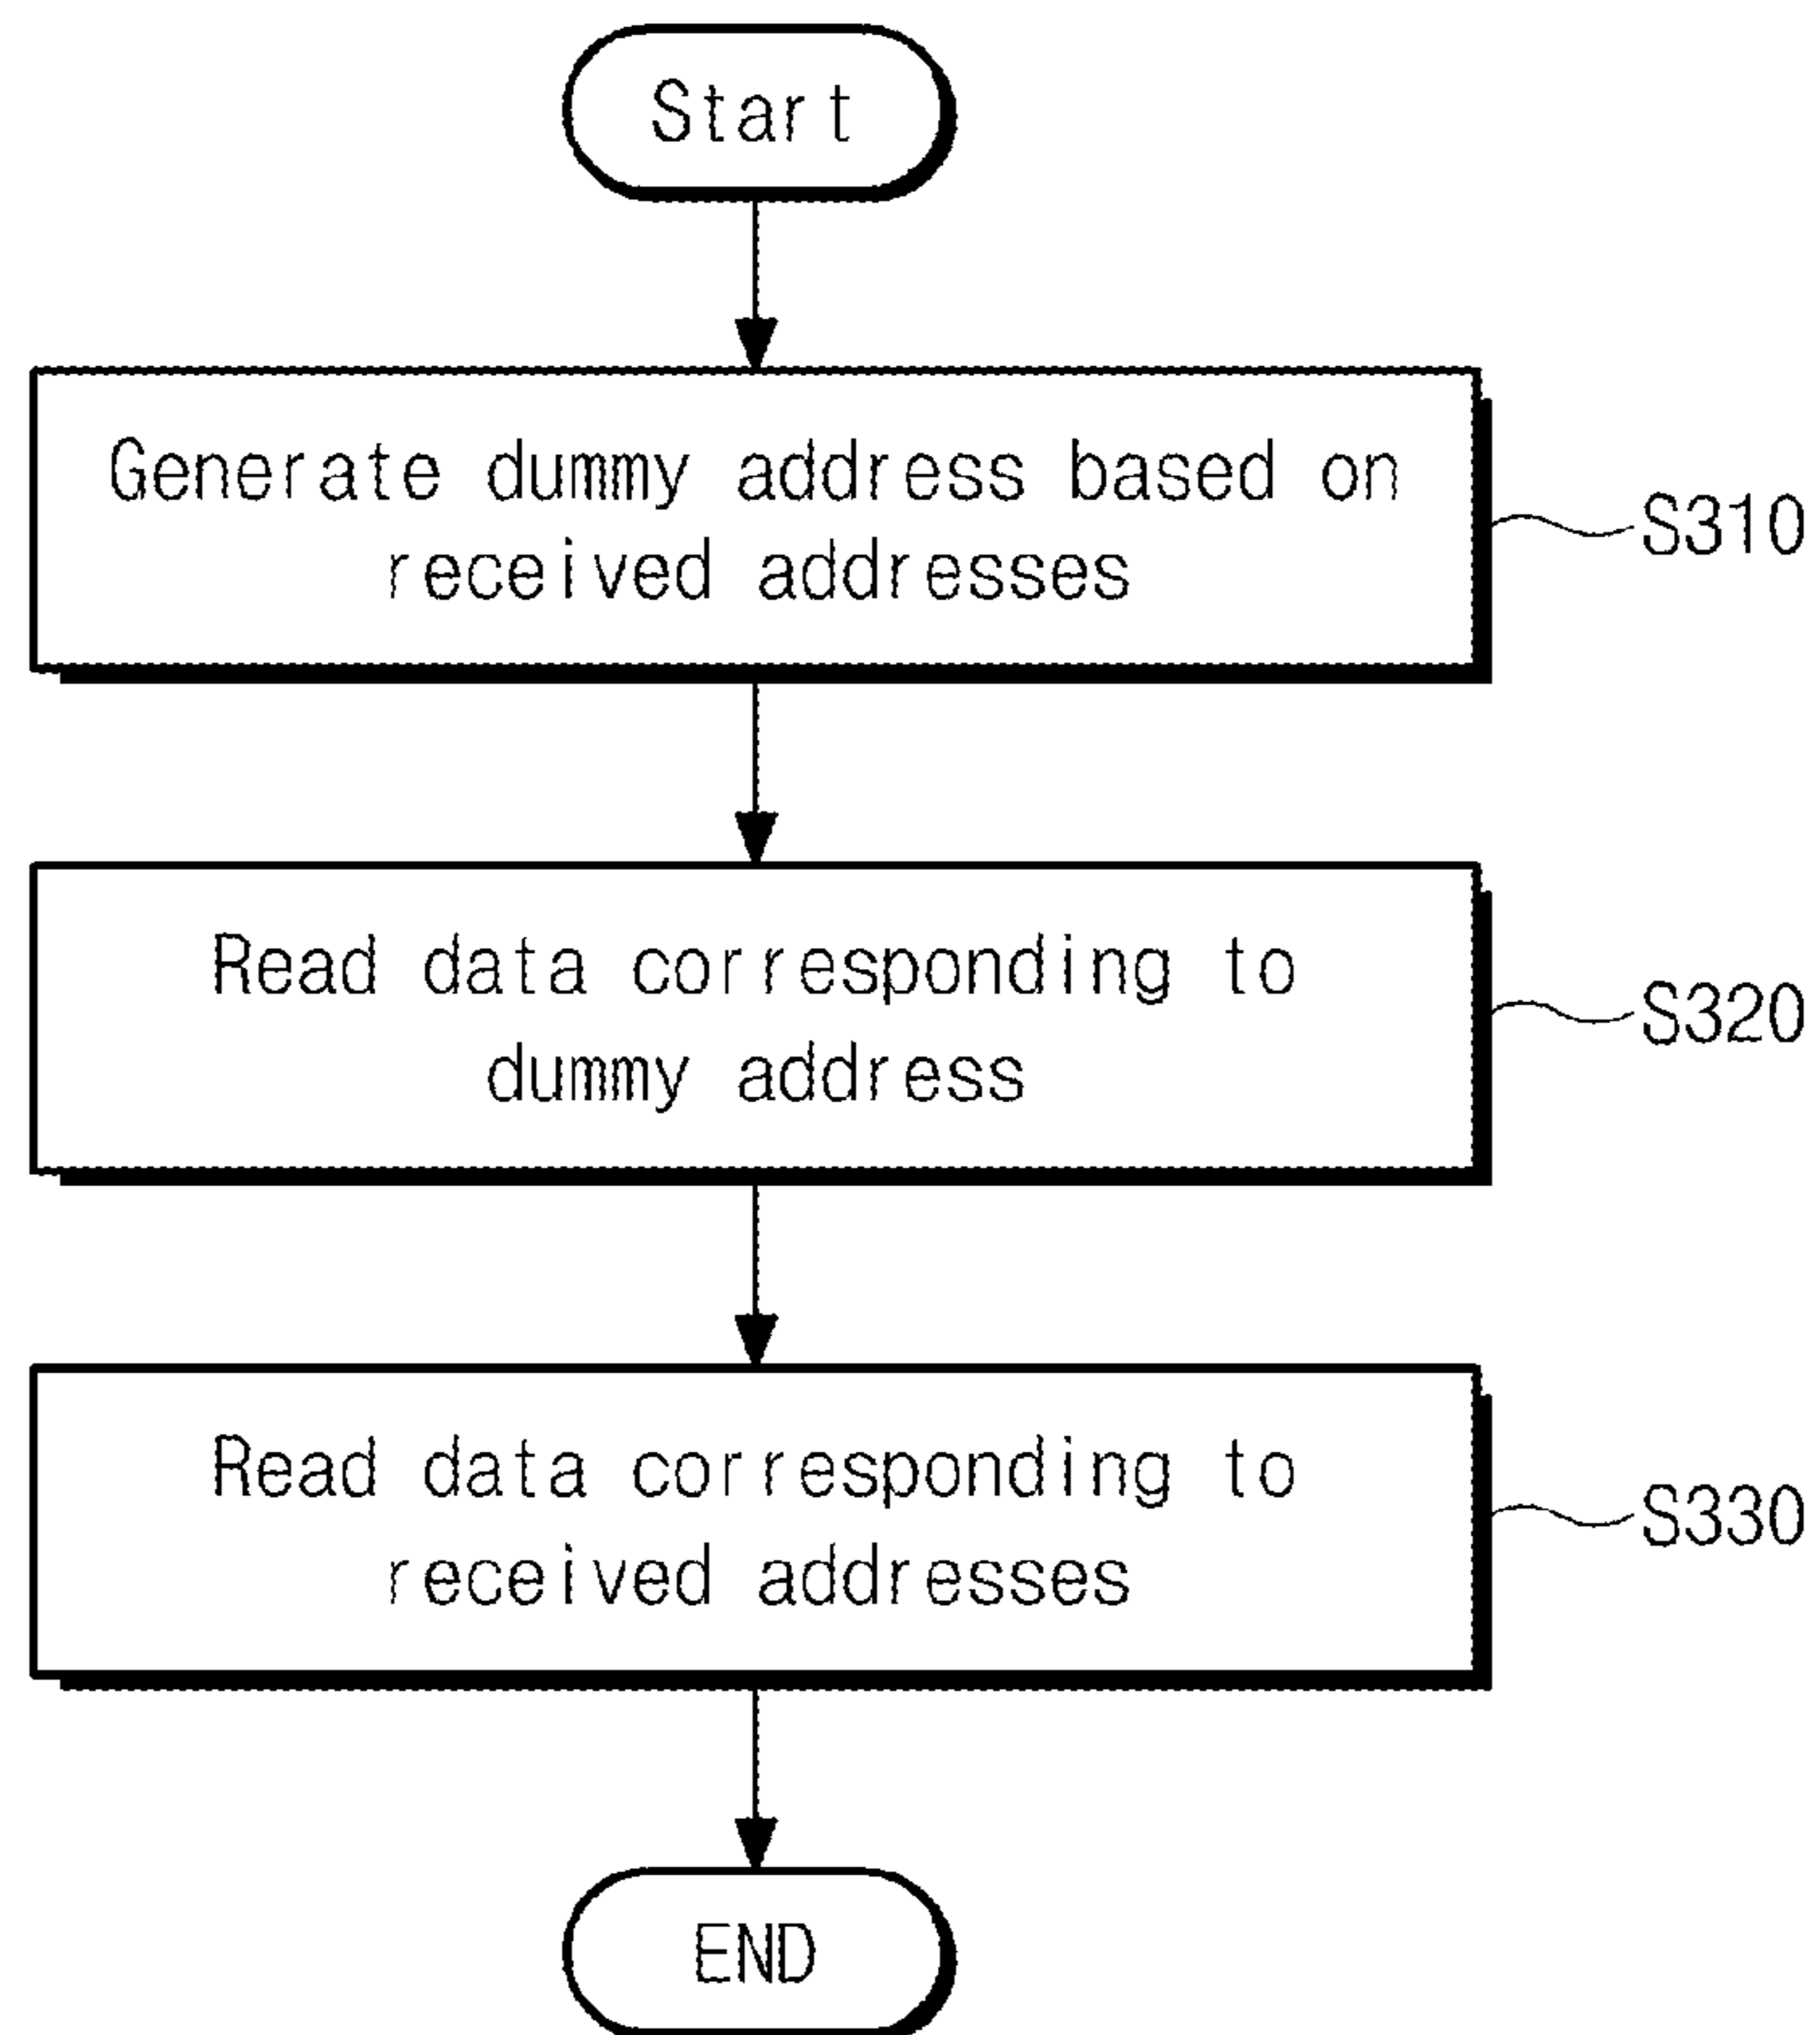 Start
Generate dummy address based on
received addresses
S310
Read data corresponding to
dummy address
S320
Read data corresponding to
received addresses
S330
END